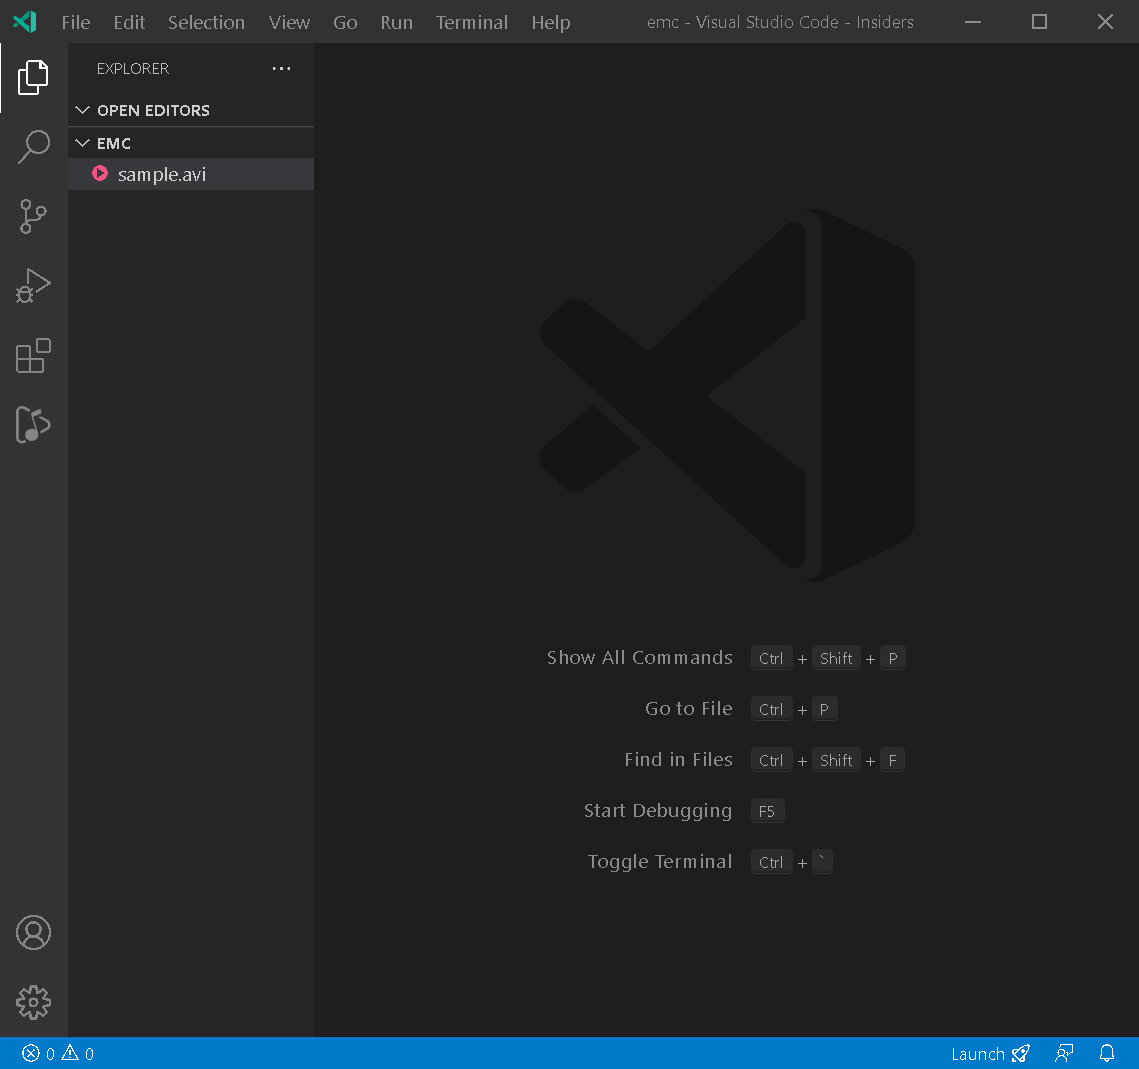 File Edit Selection View Go Run Terminal Help emc - Visual Studio Code - Insiders
EXPLORER
OPEN EDITORS
EMC
sample.avi
Show All Commands Ctrl + Shift + P
Go to File Ctrl + P
Find in Files Ctrl + Shift + F
Start Debugging F5
Toggle Terminal Ctrl + `
0 0 Launch